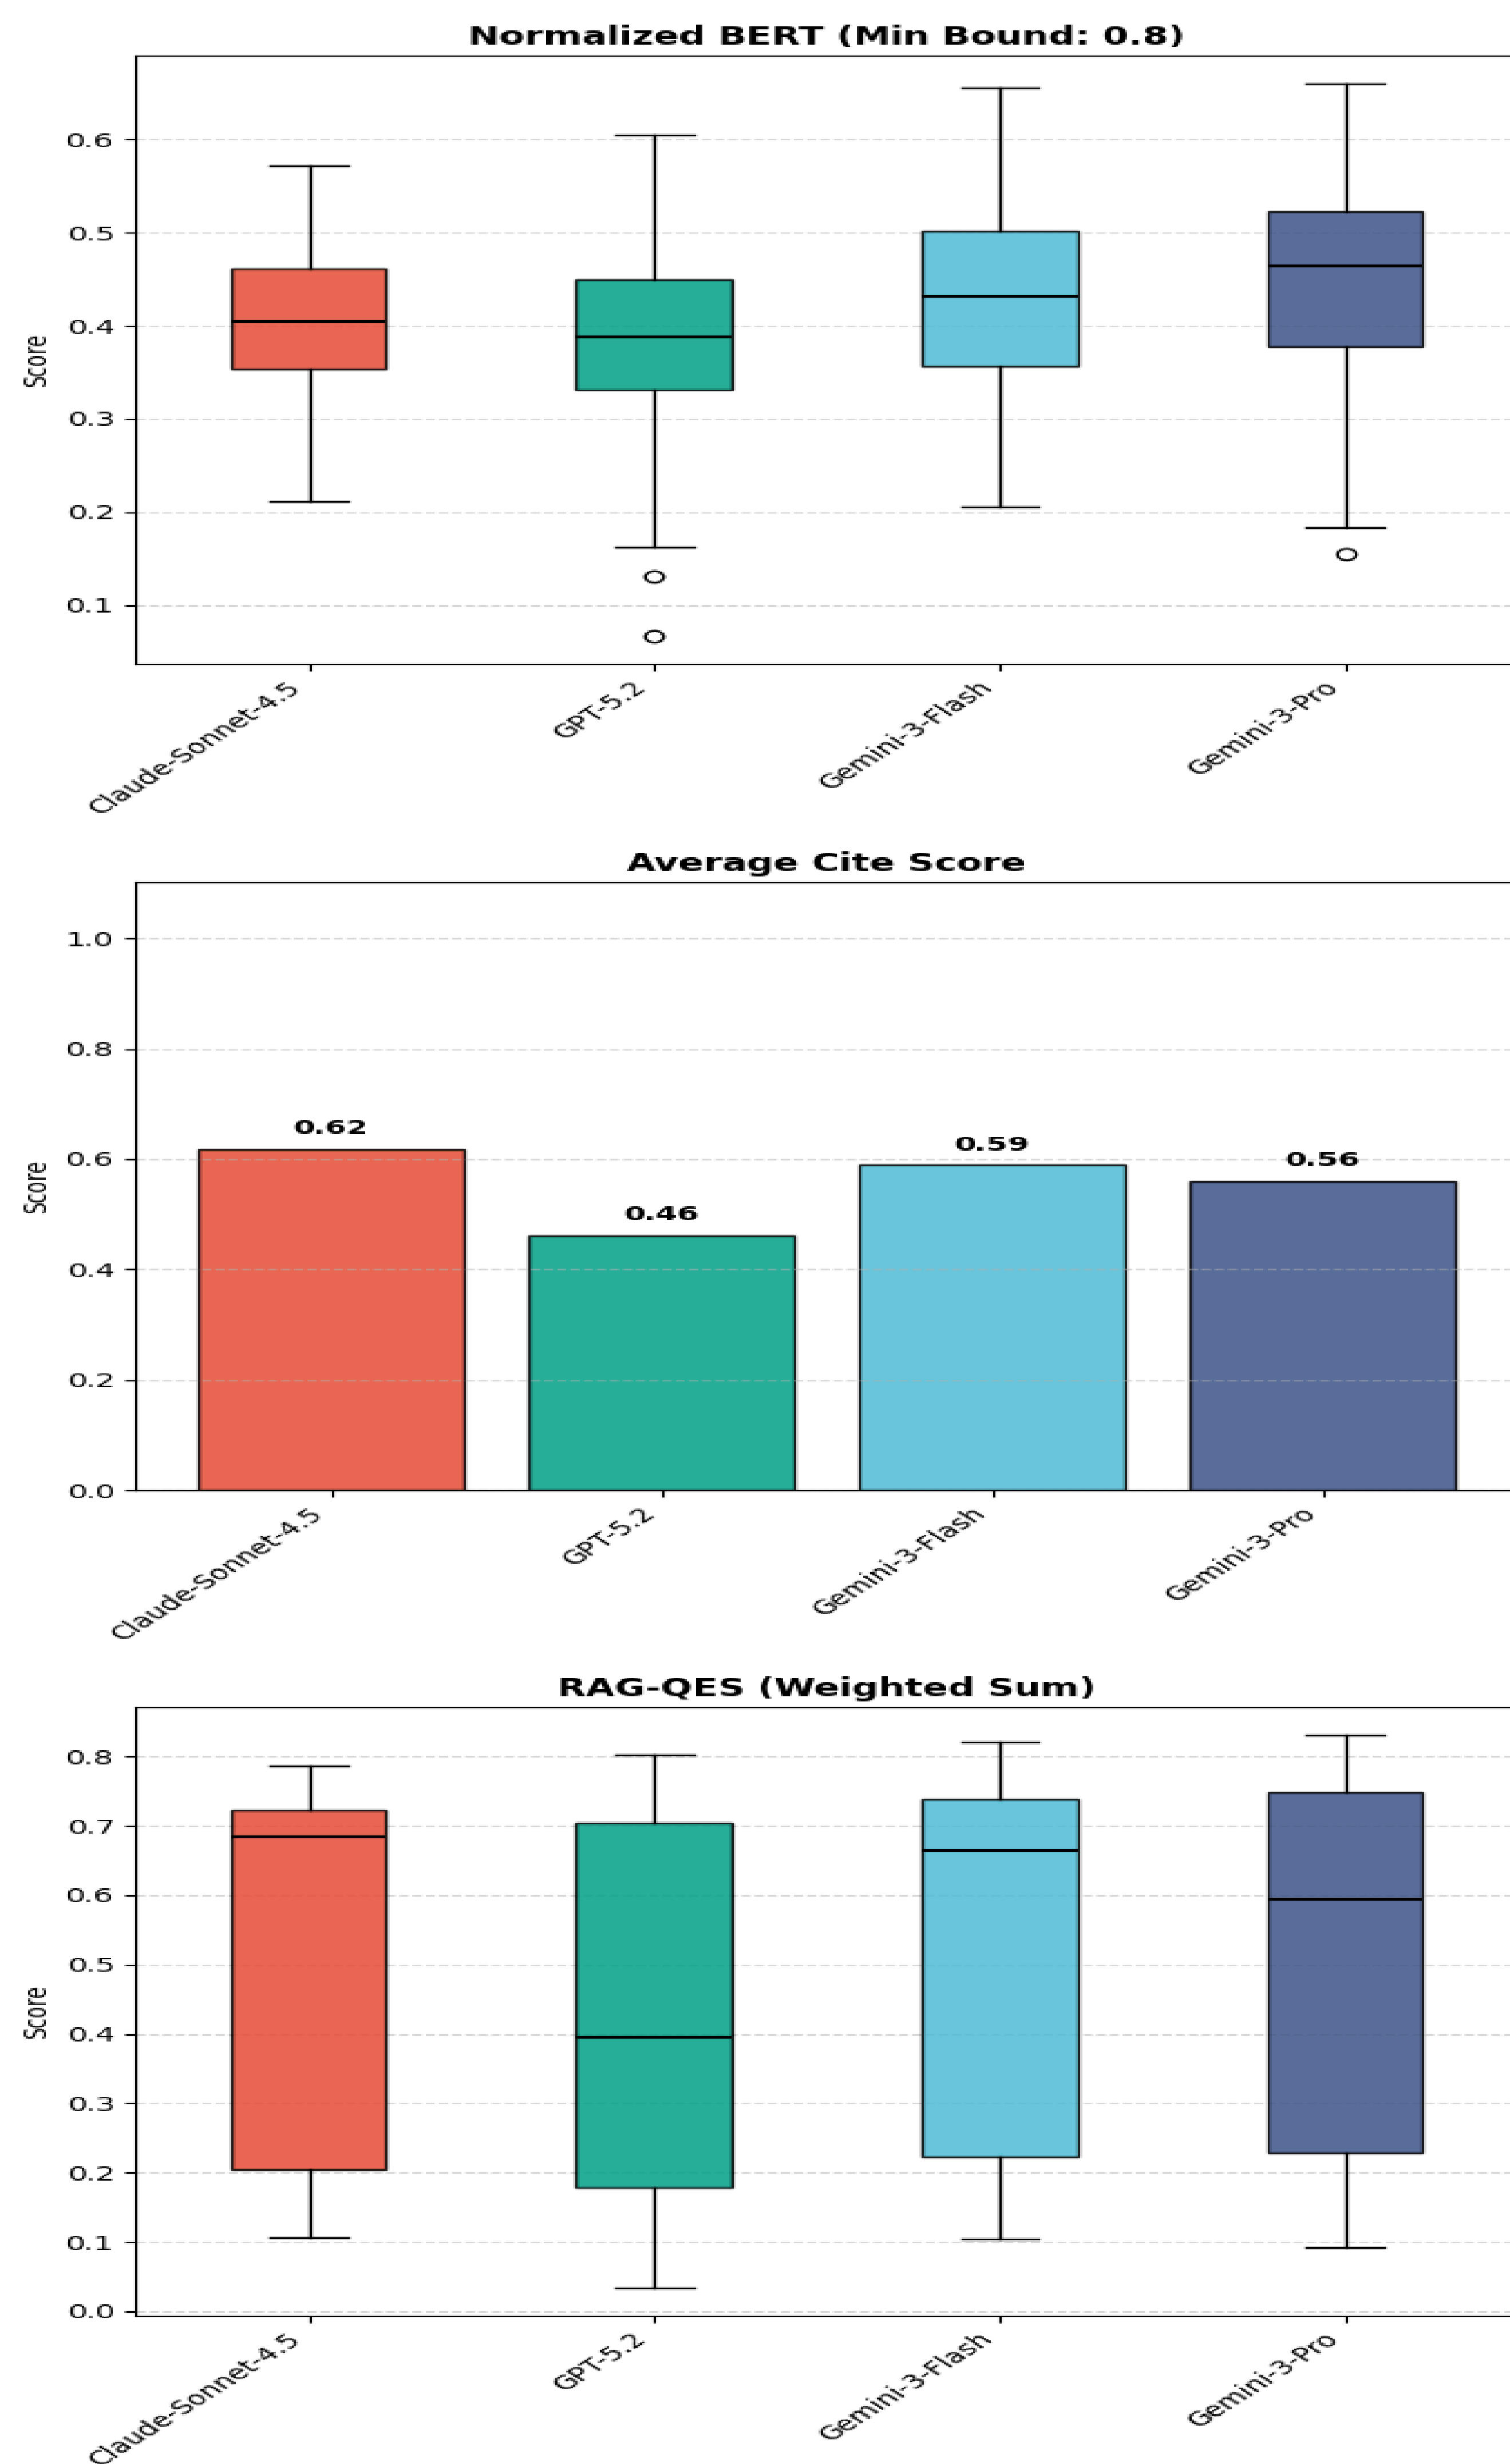 Normalized BERT (Min Bound: 0.8)
Score
0.6
0.5
0.4
0.3
0.2
0.1
Claude-Sonnet-4.5
GPT-5.2
Gemini-3-Flash
Gemini-3-Pro
Average Cite Score
Score
1.0
0.8
0.6
0.4
0.2
0.0
0.62
0.46
0.59
0.56
Claude-Sonnet-4.5
GPT-5.2
Gemini-3-Flash
Gemini-3-Pro
RAG-QES (Weighted Sum)
Score
0.8
0.7
0.6
0.5
0.4
0.3
0.2
0.1
0.0
Claude-Sonnet-4.5
GPT-5.2
Gemini-3-Flash
Gemini-3-Pro